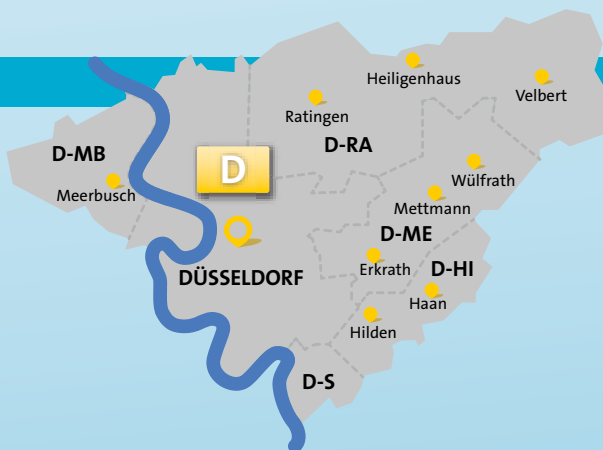 Heiligenhaus
Velbert
Ratingen
D-RA
D-MB
D
Wülfrath
Meerbusch
Mettmann
D-ME
Erkrath
D-HI
DÜSSELDORF
Haan
Hilden
D-S